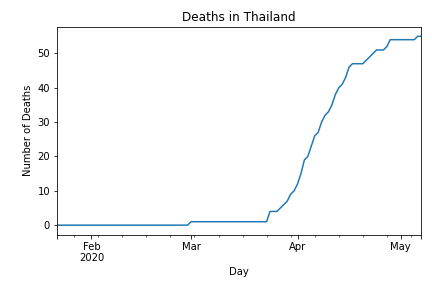 Deaths in Thailand
Number of Deaths
50
40
30
20
10
0
Feb
2020
Mar
Apr
May
Day